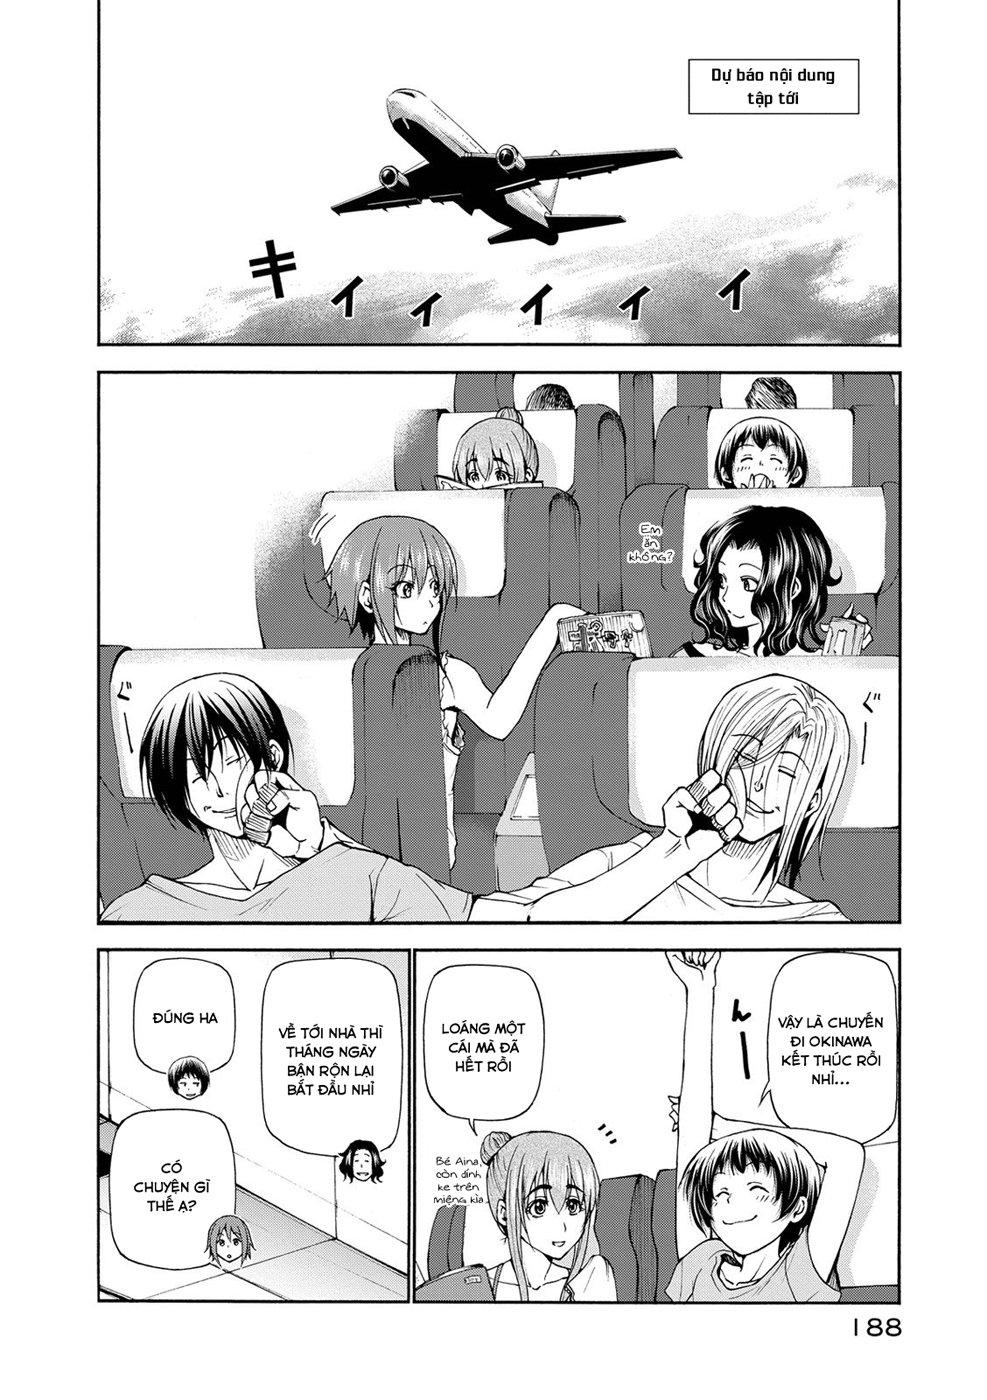 Dự báo nội dung
tập tới
キィィィィィ
Em
ăn
không?
ぐー
ぐー
VẬY LÀ CHUYẾN
ĐI OKINAWA
KẾT THÚC RỒI
NHỈ...
んー
LOÁNG MỘT
CÁI MÀ ĐÃ
HẾT RỒI
Bé Aina,
còn dính
ke trên
miệng kìa
VỀ TỚI NHÀ THÌ
THÁNG NGÀY
BẬN RỘN LẠI
BẮT ĐẦU NHỈ
ĐÚNG HA
CÓ
CHUYỆN GÌ
THẾ Ạ?
188